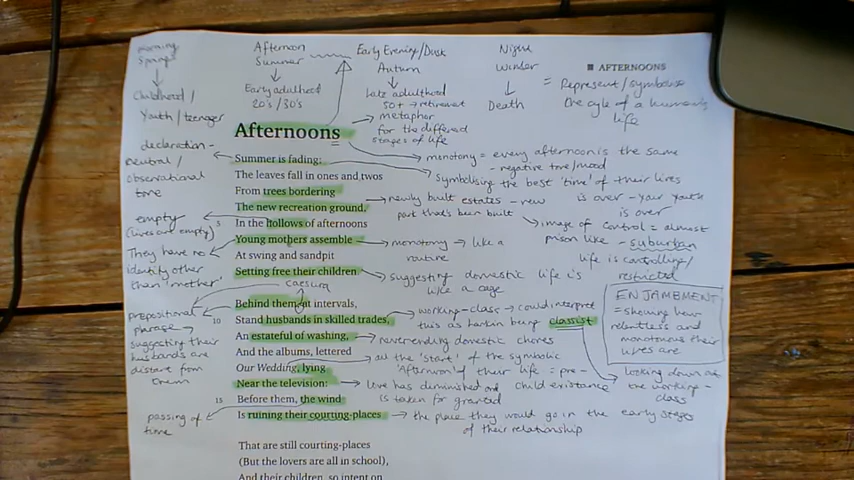 morning
Spring
Childhood /
Youth / teenager
Afternoon
Summer
Early adulthood
20's / 30's
Early Evening / Dusk
Autumn
Late adulthood
50+ → retirement
metaphor
for the different
stages of life
Night
Winter
Death
= Represent / symbolise
the cycle of a human's
life
■ AFTERNOONS
Afternoons
declaration -
neutral /
observational
tone
monotony = every afternoon is the same
- negative tone / mood
Symbolising the best 'time' of their lives
is over - your youth
is over
Summer is fading:
The leaves fall in ones and twos
From trees bordering
The new recreation ground.
5 In the hollows of afternoons
Young mothers assemble
At swing and sandpit
Setting free their children.
newly built estates - new
part that's been built
image of control = almost
prison like - suburban
life is controlling /
restricted
empty
(lives are empty)
They have no
identity other
than 'mother'
monotony → like a
routine
suggesting domestic life is
like a cage
caesura
Behind them, at intervals,
10 Stand husbands in skilled trades,
An estateful of washing,
And the albums, lettered
Our Wedding, lying
Near the television:
15 Before them, the wind
Is ruining their courting-places
prepositional
phrase →
suggesting their
husbands are
distant from
them
working-class → could interpret
this as Larkin being classist
neverending domestic chores
all the 'start' of the symbolic
'Afternoon' of their life = pre-
child existance
love has diminished and
is taken for granted
ENJAMBMENT
= showing how
relentless and
monotonous their
lives are
looking down at
the working-
class
passing of
time
the place they would go in the early stages
of their relationship
That are still courting-places
(But the lovers are all in school),
And their children, so intent on